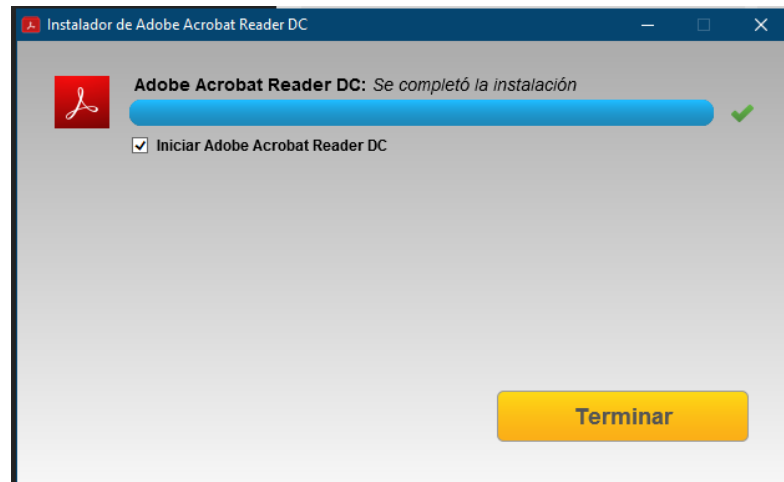 Instalador de Adobe Acrobat Reader DC
Adobe Acrobat Reader DC: Se completó la instalación
Iniciar Adobe Acrobat Reader DC
Terminar